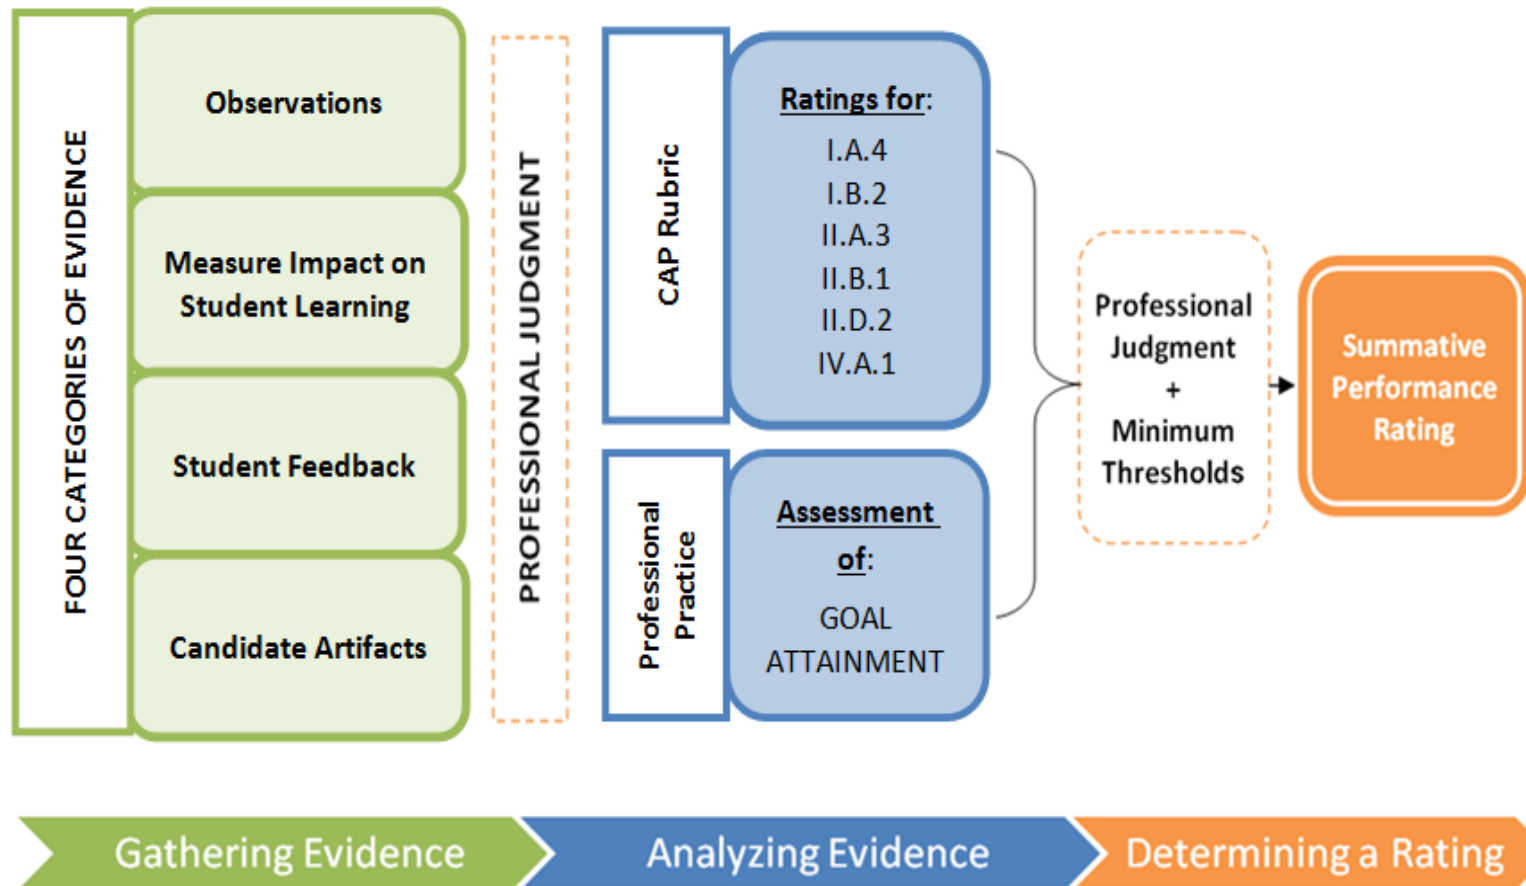 FOUR CATEGORIES OF EVIDENCE
Observations
Measure Impact on
Student Learning
Student Feedback
Candidate Artifacts
PROFESSIONAL JUDGMENT
CAP Rubric
Ratings for:
I.A.4
I.B.2
II.A.3
II.B.1
II.D.2
IV.A.1
Professional
Practice
Assessment
of:
GOAL
ATTAINMENT
Professional
Judgment
+
Minimum
Thresholds
Summative
Performance
Rating
Gathering Evidence
Analyzing Evidence
Determining a Rating